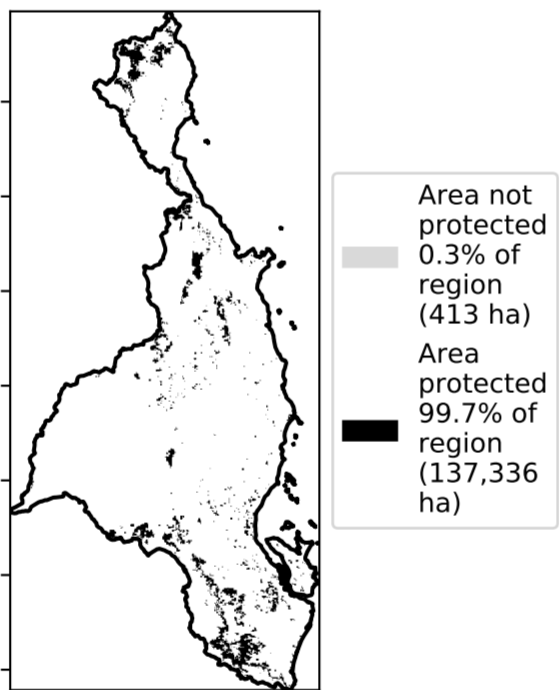 Area not
protected
0.3% of
region
(413 ha)
Area
protected
99.7% of
region
(137,336
ha)